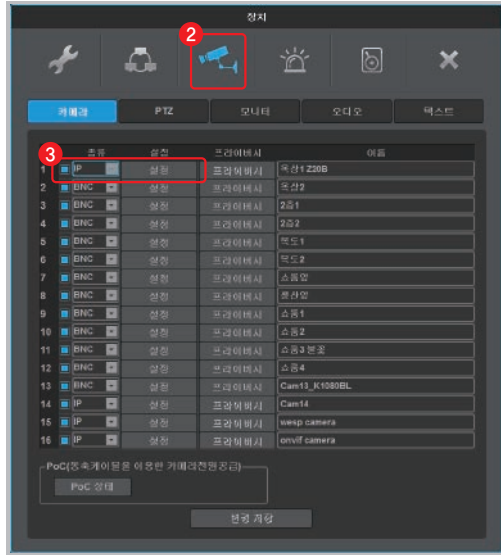 장치
2
카메라 PTZ 모니터 오디오 텍스트
3
종류 설정 프라이버시 이름
1 IP 설정 프라이버시 옥상1 Z20B
2 BNC 설정 프라이버시 옥상2
3 BNC 설정 프라이버시 2층1
4 BNC 설정 프라이버시 2층2
5 BNC 설정 프라이버시 복도1
6 BNC 설정 프라이버시 복도2
7 BNC 설정 프라이버시
8 BNC 설정 프라이버시
9 BNC 설정 프라이버시 쇼룸1
10 BNC 설정 프라이버시 쇼룸2
11 BNC 설정 프라이버시 쇼룸3
12 BNC 설정 프라이버시 쇼룸4
13 BNC 설정 프라이버시 Cam13_K1080BL
14 IP 설정 프라이버시 Cam14
15 IP 설정 프라이버시 wesp camera
16 IP 설정 프라이버시 onvif camera
PoC(동축케이블을 이용한 카메라전원공급)
PoC 상태
변경 저장